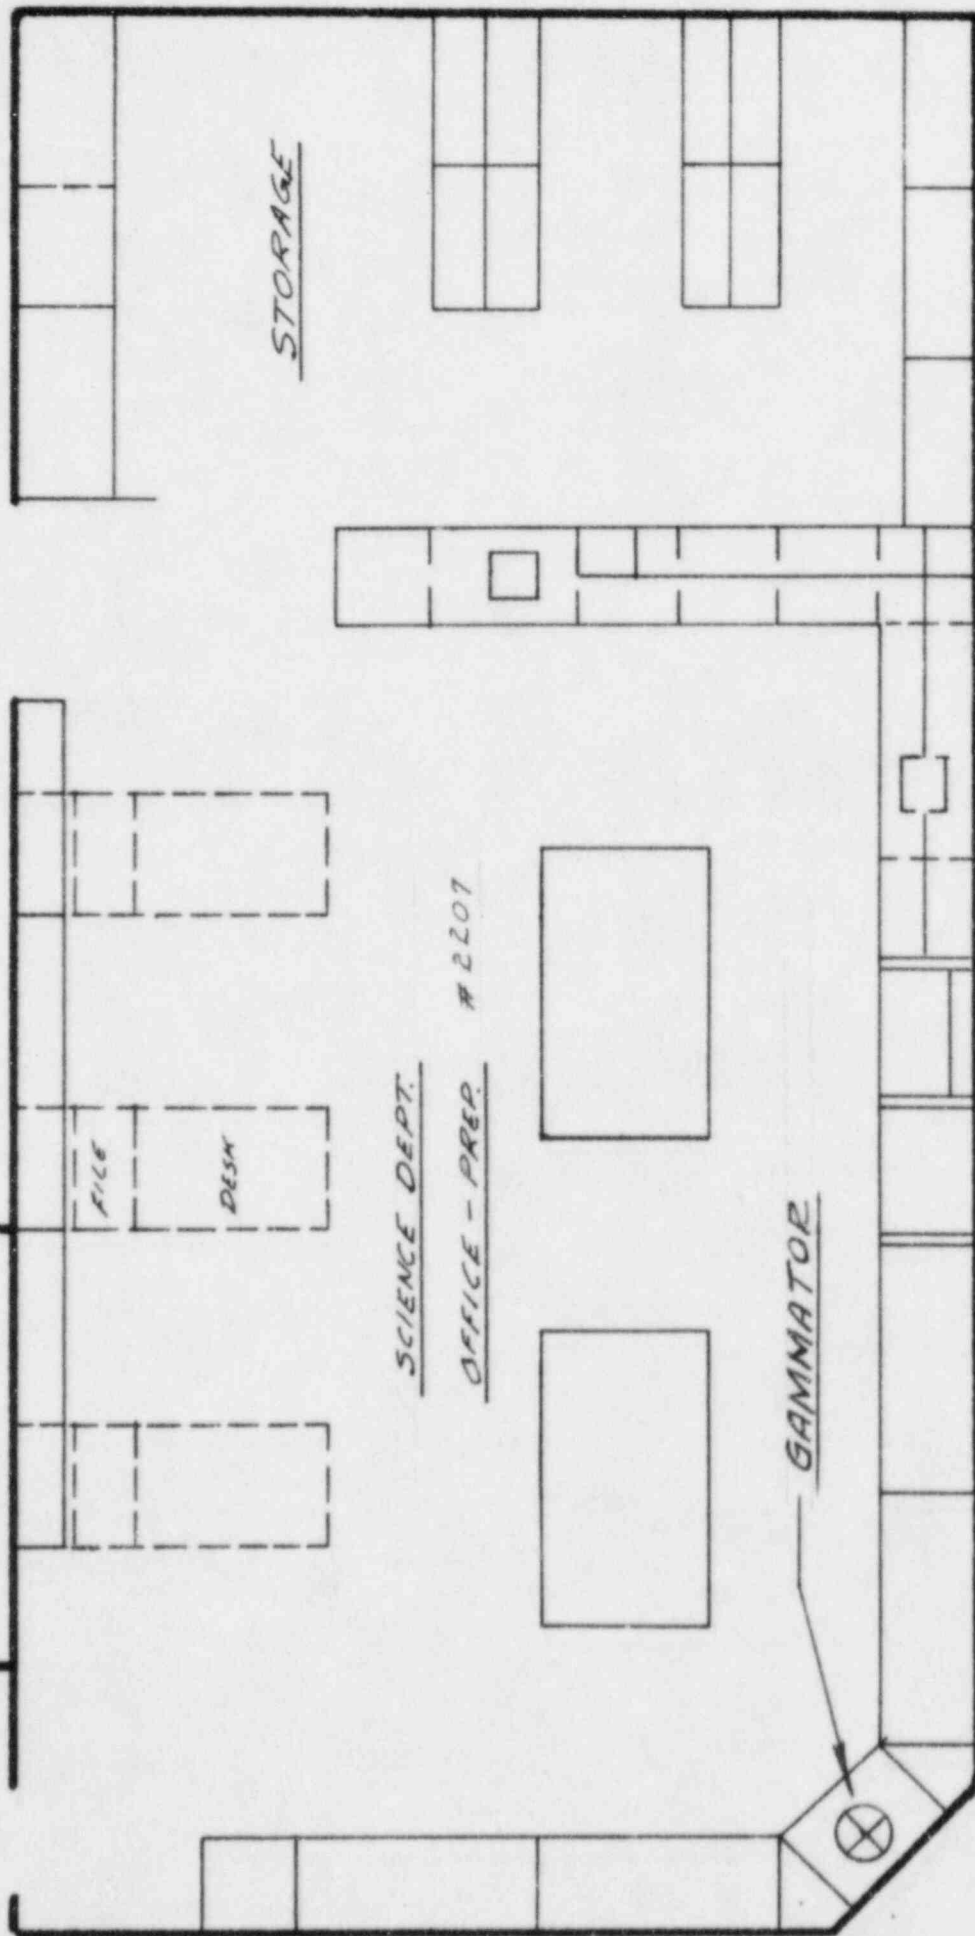 STORAGE
SCIENCE DEPT.
OFFICE - PREP. # 2207
FILE
DESK
GAMMATOR